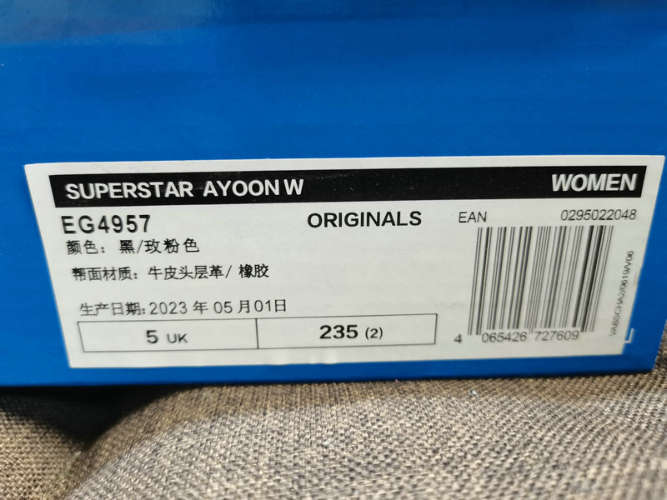 SUPERSTAR AYOON W WOMEN
EG4957 ORIGINALS EAN 0295022048
颜色: 黑/玫粉色
帮面材质: 牛皮头层革/ 橡胶
生产日期: 2023 年 05 月 01日
5 UK 235 (2)
4 065426 727609